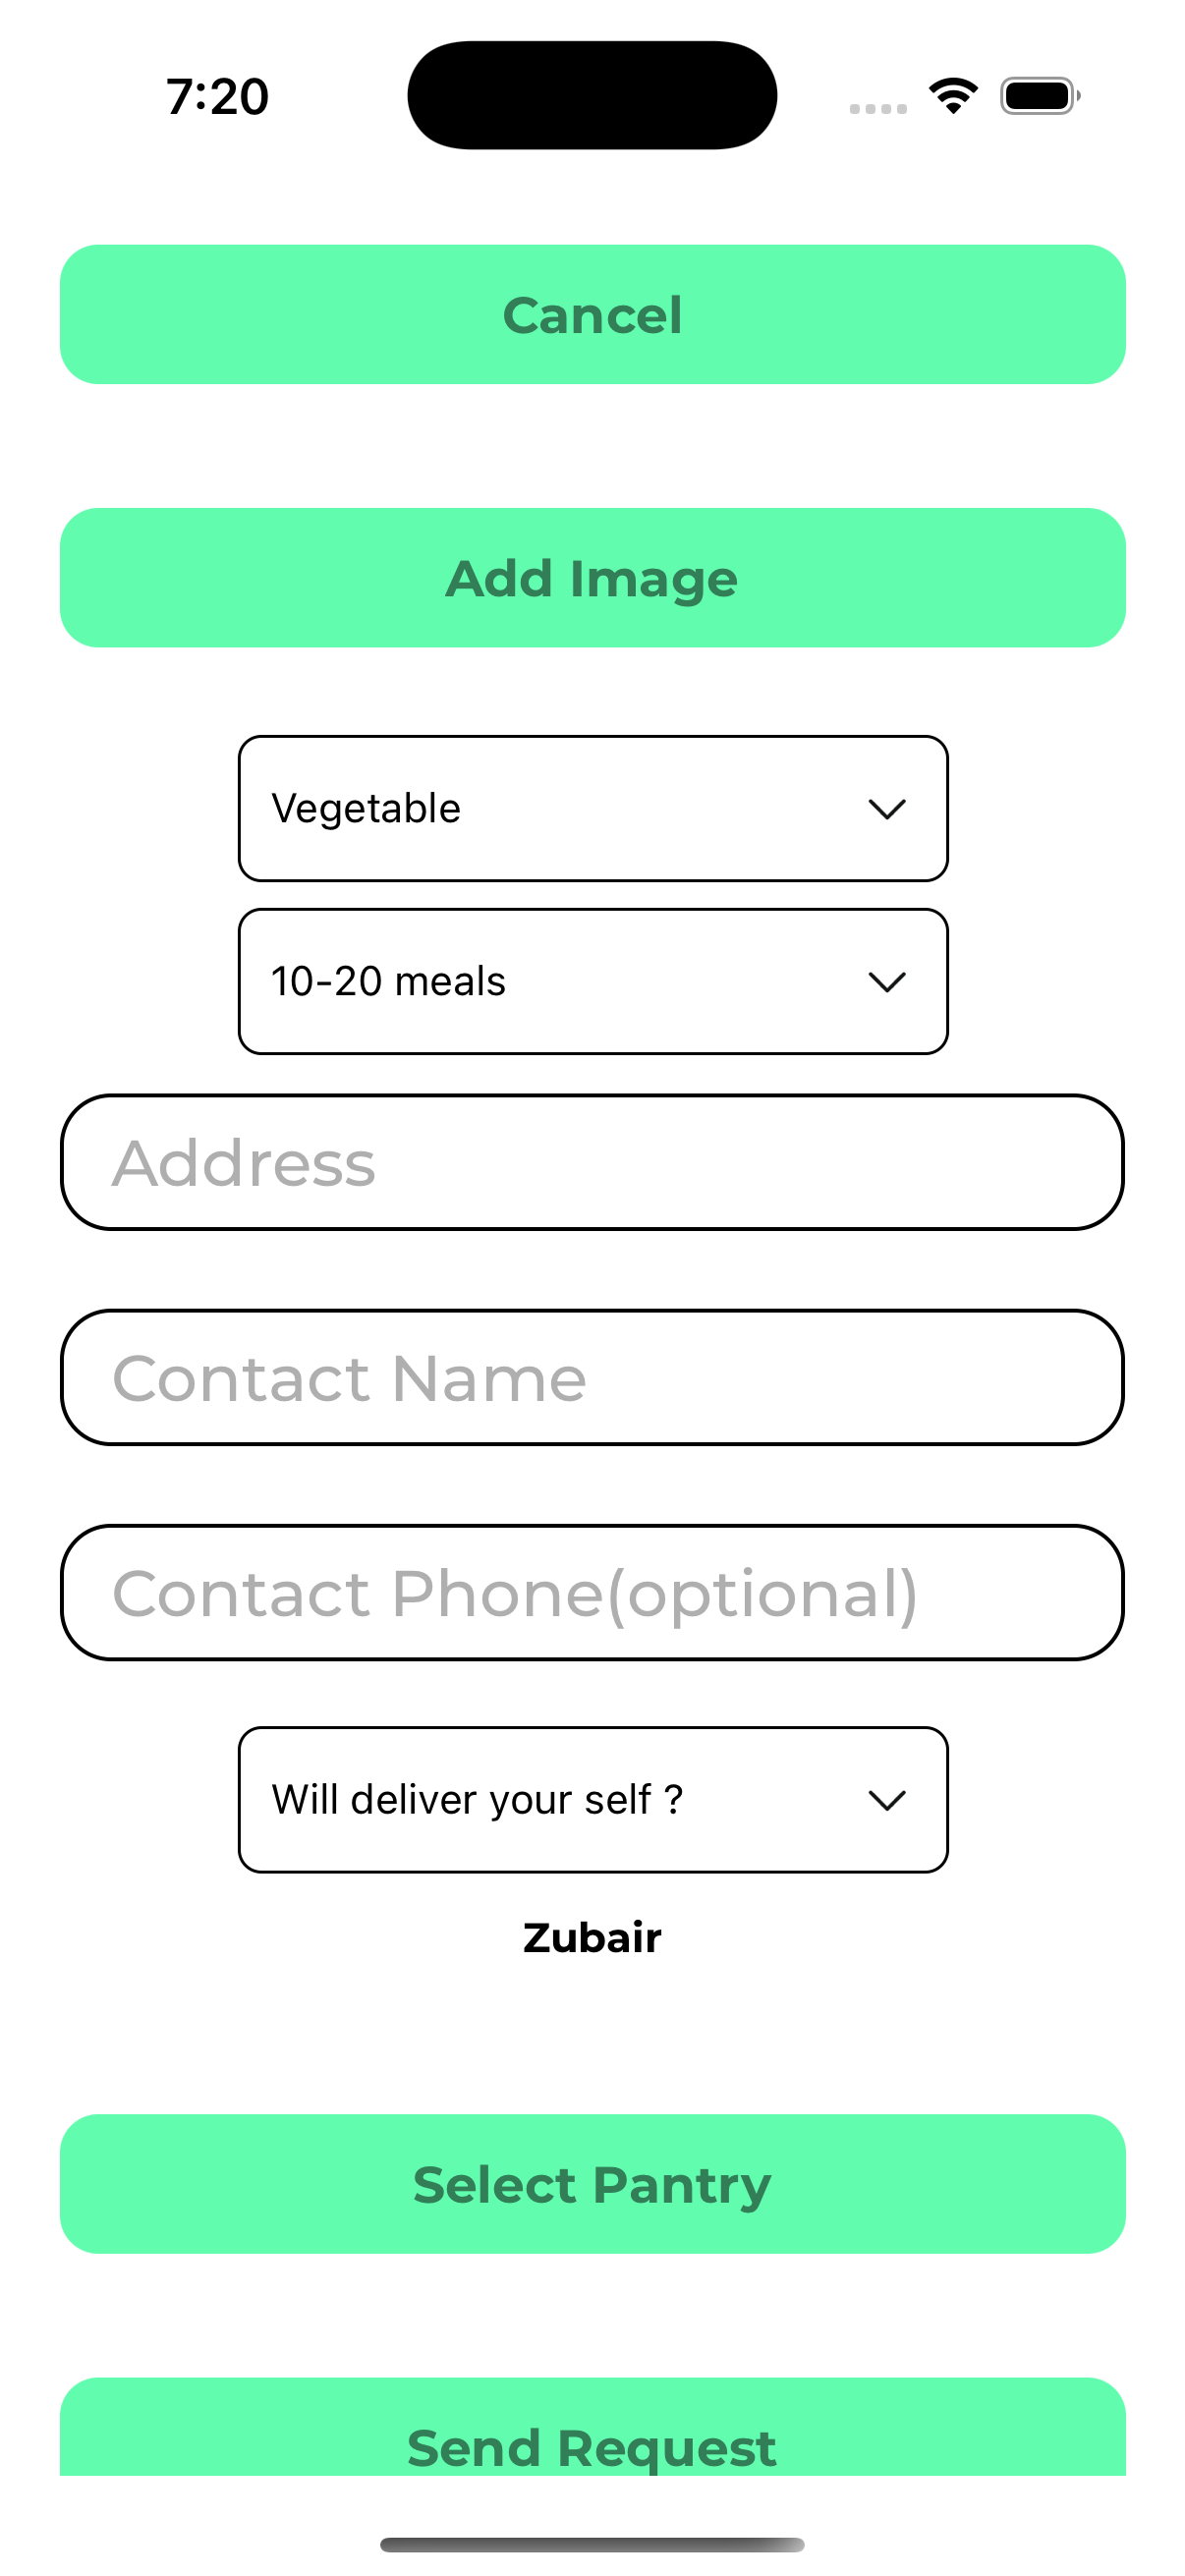 7:20
Cancel
Add Image
Vegetable
10-20 meals
Address
Contact Name
Contact Phone(optional)
Will deliver your self ?
Zubair
Select Pantry
Send Request